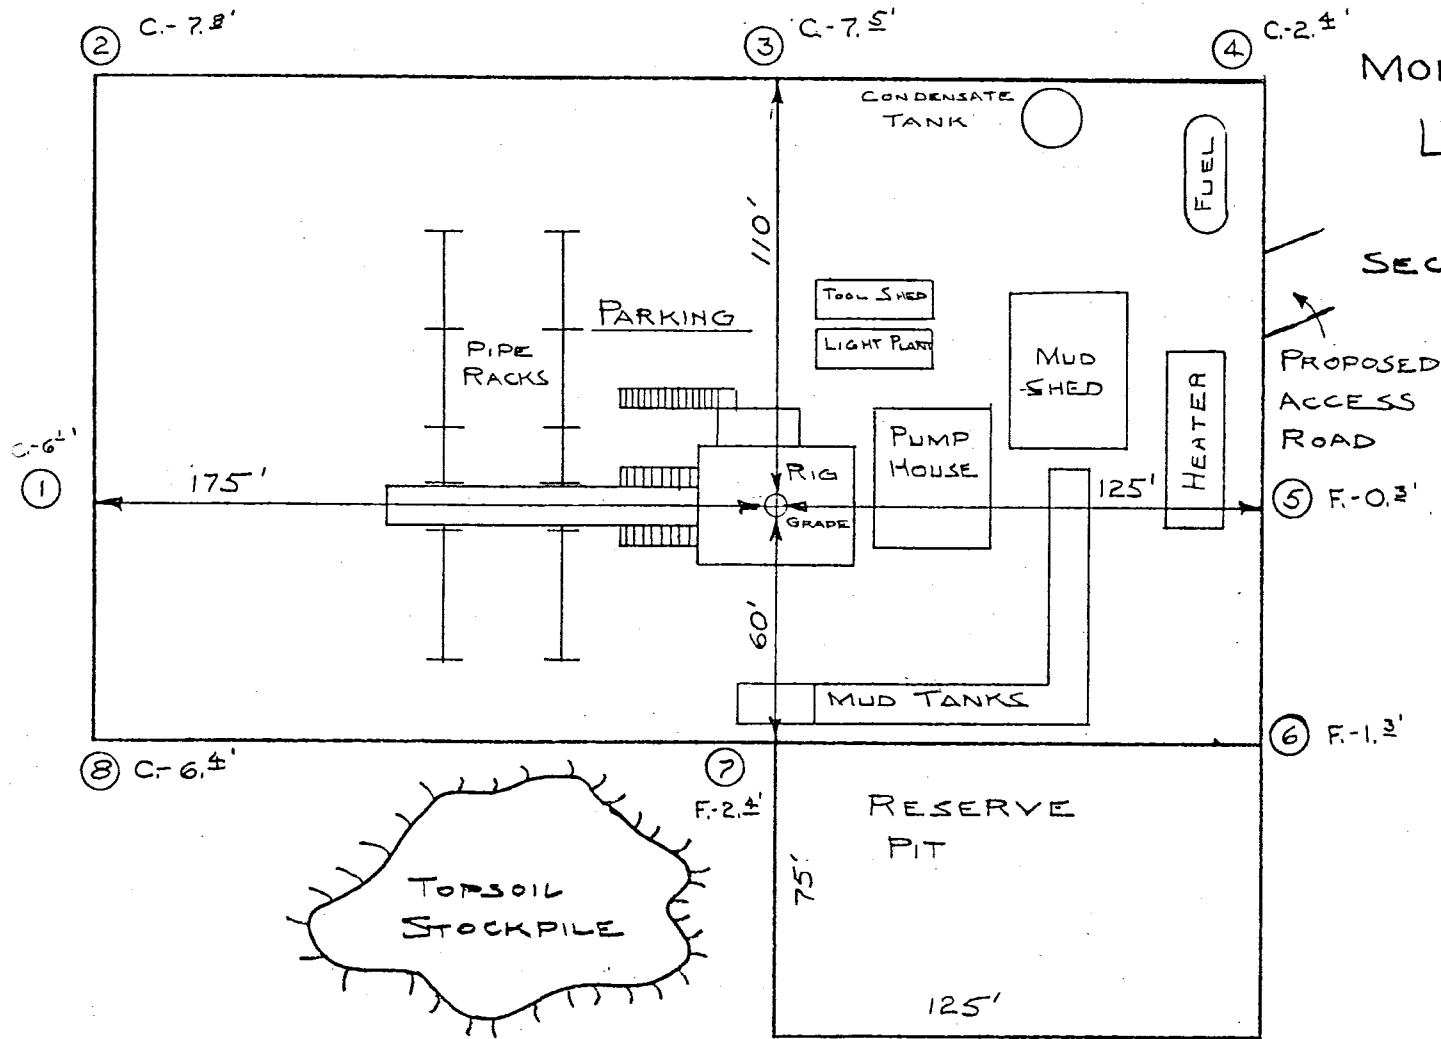 ② C.-7.8'
③ C.-7.5'
④ C.-2.4'
MOI
L
SEC
CONDENSATE
TANK
FUEL
110'
TOOL SHED
LIGHT PLANT
PARKING
PIPE
RACKS
MUD
SHED
HEATER
PROPOSED
ACCESS
ROAD
PUMP
HOUSE
RIG
GRADE
C.-6.1'
①
175'
125'
⑤ F.-0.3'
60'
MUD TANKS
⑥ F.-1.3'
⑧ C.-6.4'
⑦
F.-2.4'
RESERVE
PIT
75'
TOPSOIL
STOCKPILE
125'